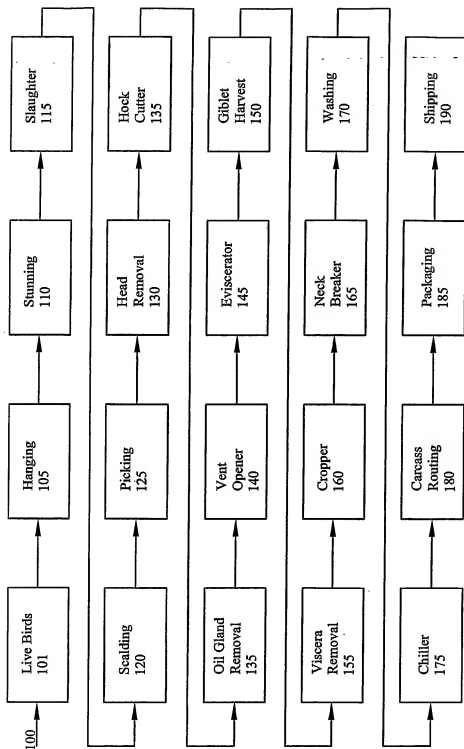 100
Live Birds
101
Hanging
105
Stunning
110
Slaughter
115
Scalding
120
Picking
125
Head
Removal
130
Hock
Cutter
135
Oil Gland
Removal
135
Vent
Opener
140
Eviscerator
145
Giblet
Harvest
150
Viscera
Removal
155
Cropper
160
Neck
Breaker
165
Washing
170
Chiller
175
Carcass
Routing
180
Packaging
185
Shipping
190